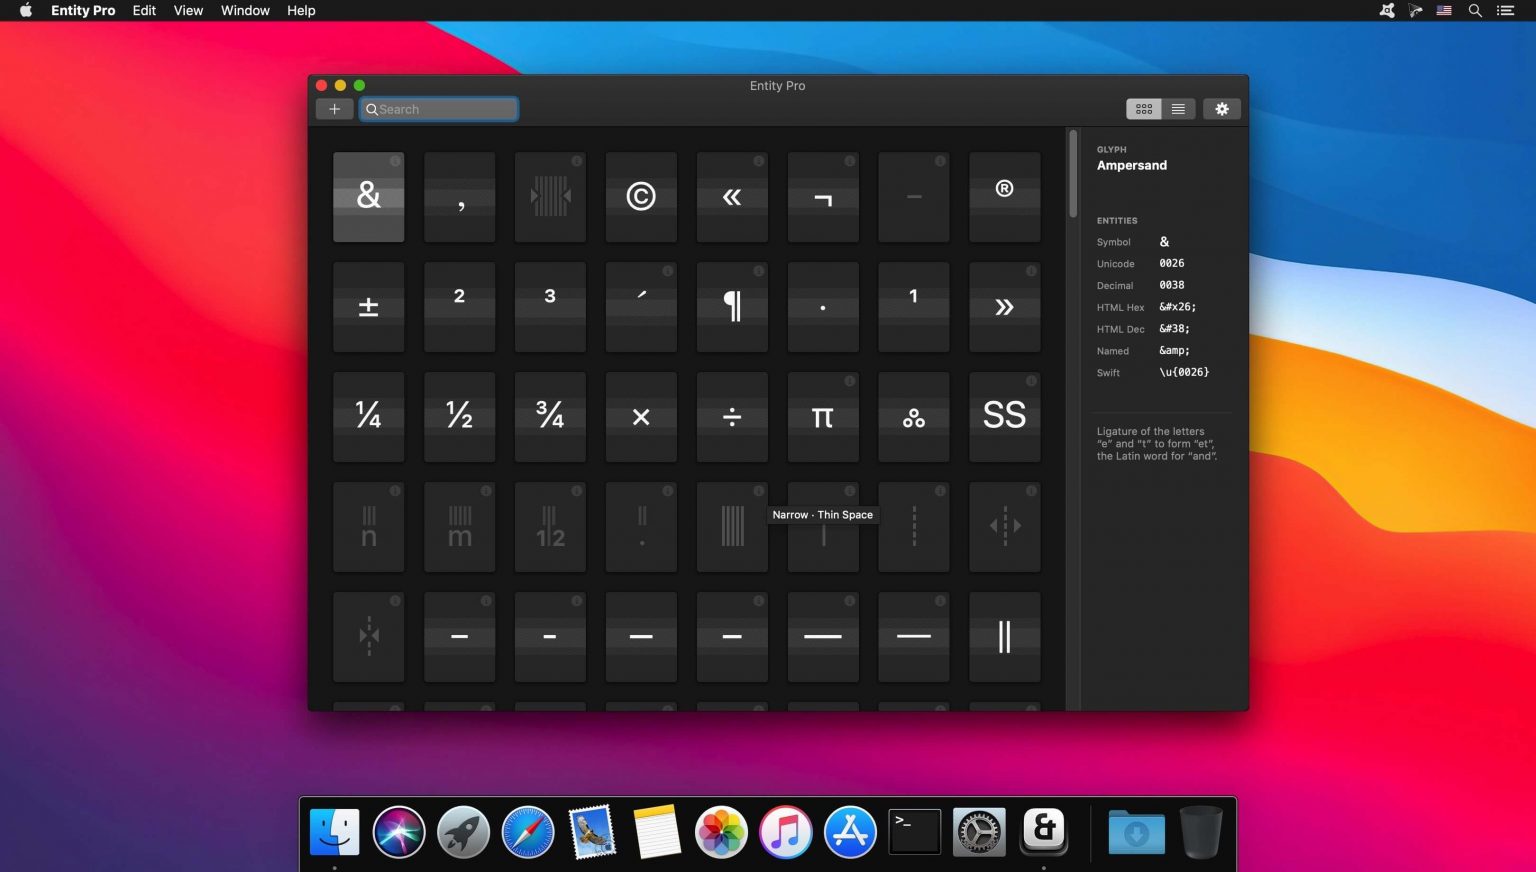 Entity Pro Edit View Window Help
Entity Pro
+ Search
& , © « ¬ – ®
± ² ³ ´ ¶ · ¹ »
¼ ½ ¾ × ÷ π ஃ SS
n m 1 2 .
Narrow · Thin Space
– - — – — — ‖
GLYPH
Ampersand
ENTITIES
Symbol &
Unicode 0026
Decimal 0038
HTML Hex &#x26;
HTML Dec &#38;
Named &amp;
Swift \u{0026}
Ligature of the letters
“e” and “t” to form “et”,
the Latin word for “and”.
>_
&